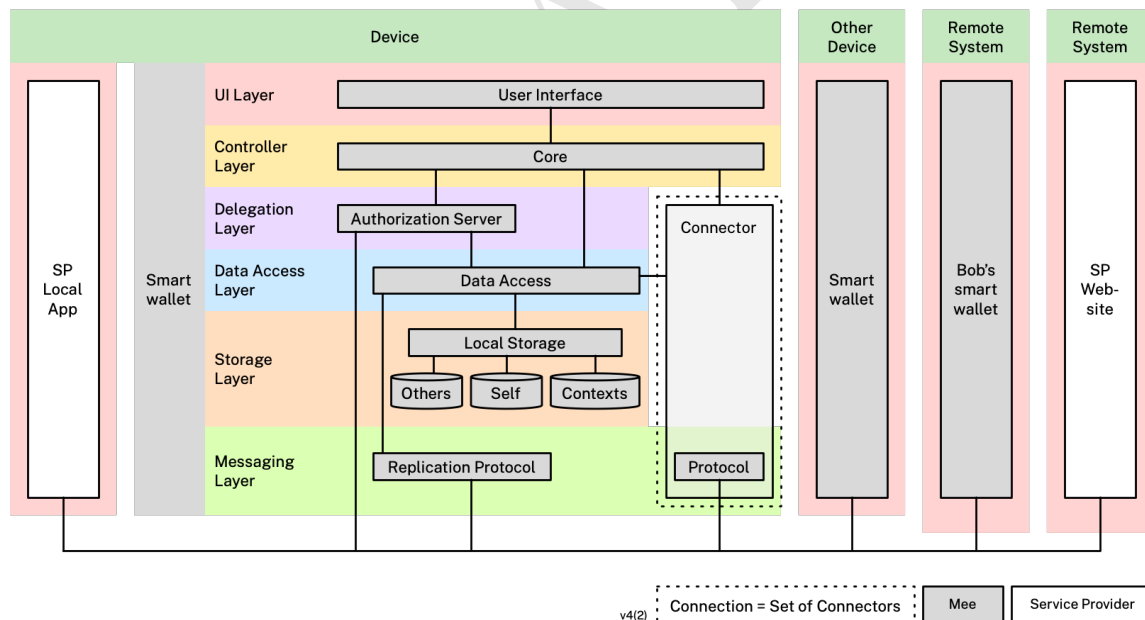 Device
Other
Device
Remote
System
Remote
System
UI Layer
User Interface
Controller
Layer
Core
Delegation
Layer
Authorization Server
Connector
SP
Local
App
Smart
wallet
Data Access
Layer
Data Access
Smart
wallet
Bob's
smart
wallet
SP
Web-
site
Storage
Layer
Local Storage
Others
Self
Contexts
Messaging
Layer
Replication Protocol
Protocol
v4(2)
Connection = Set of Connectors
Mee
Service Provider